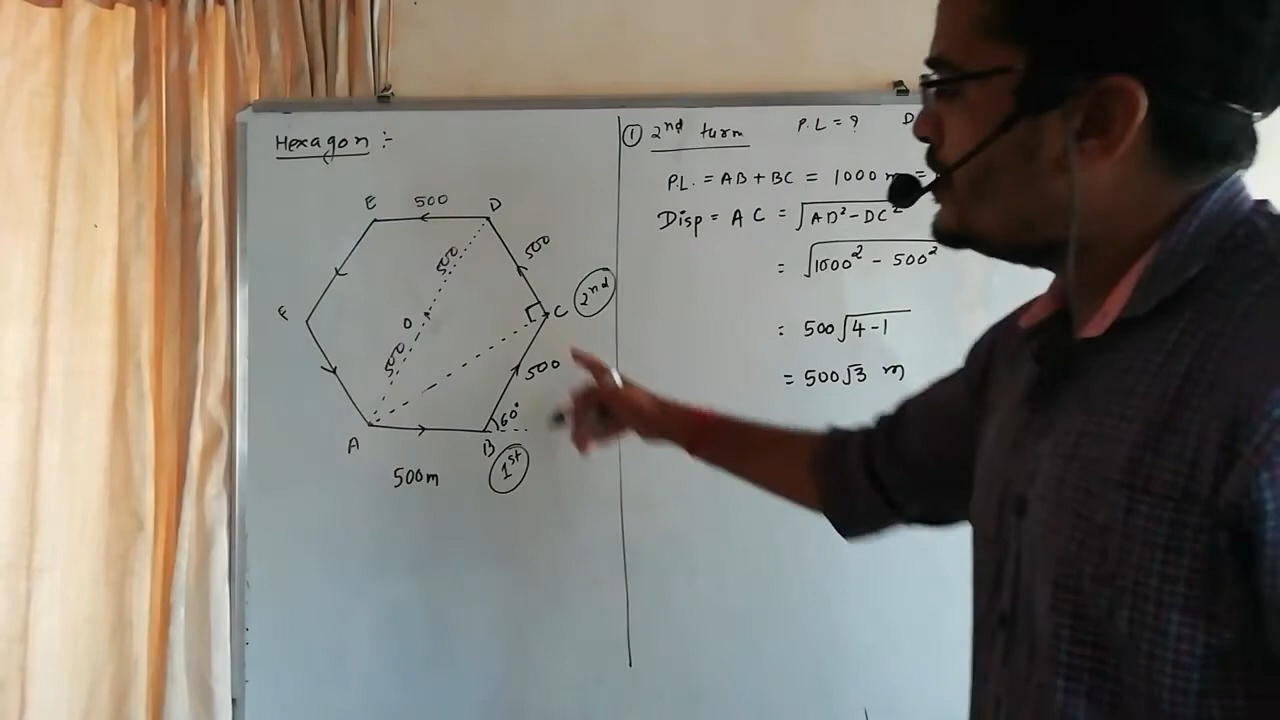 Hexagon :-
E 500 D
500
500
F
O
C
2nd
500
500
60°
A
B
500m
1st
① 2nd turn P.L = ? D
P.L. = AB + BC = 1000 m =
Disp = AC = √AD² - DC²
= √1000² - 500²
= 500√4-1
= 500√3 m